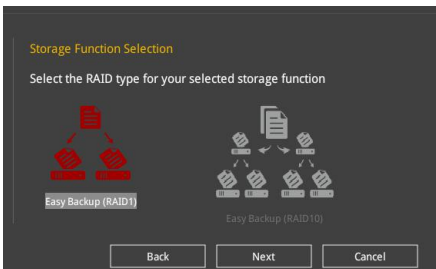 Storage Function Selection
Select the RAID type for your selected storage function
Easy Backup (RAID1)
Easy Backup (RAID10)
Back
Next
Cancel